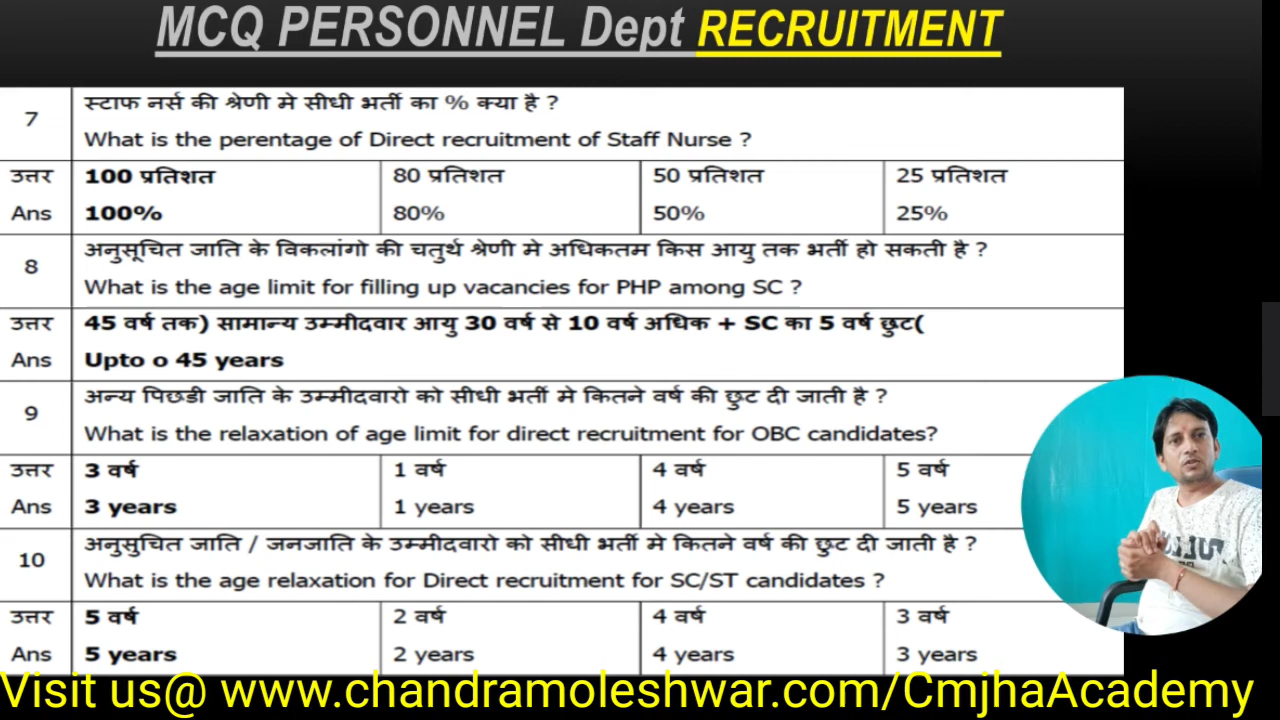 MCQ PERSONNEL Dept RECRUITMENT
7
स्टाफ नर्स की श्रेणी मे सीधी भर्ती का % क्या है ?
What is the perentage of Direct recruitment of Staff Nurse ?
उत्तर 100 प्रतिशत 80 प्रतिशत 50 प्रतिशत 25 प्रतिशत
Ans 100% 80% 50% 25%
8
अनुसूचित जाति के विकलांगो की चतुर्थ श्रेणी मे अधिकतम किस आयु तक भर्ती हो सकती है ?
What is the age limit for filling up vacancies for PHP among SC ?
उत्तर 45 वर्ष तक) सामान्य उम्मीदवार आयु 30 वर्ष से 10 वर्ष अधिक + SC का 5 वर्ष छुट(
Ans Upto o 45 years
9
अन्य पिछडी जाति के उम्मीदवारो को सीधी भर्ती मे कितने वर्ष की छुट दी जाती है ?
What is the relaxation of age limit for direct recruitment for OBC candidates?
उत्तर 3 वर्ष 1 वर्ष 4 वर्ष 5 वर्ष
Ans 3 years 1 years 4 years 5 years
10
अनुसुचित जाति / जनजाति के उम्मीदवारो को सीधी भर्ती मे कितने वर्ष की छुट दी जाती है ?
What is the age relaxation for Direct recruitment for SC/ST candidates ?
उत्तर 5 वर्ष 2 वर्ष 4 वर्ष 3 वर्ष
Ans 5 years 2 years 4 years 3 years
Visit us@ www.chandramoleshwar.com/CmjhaAcademy